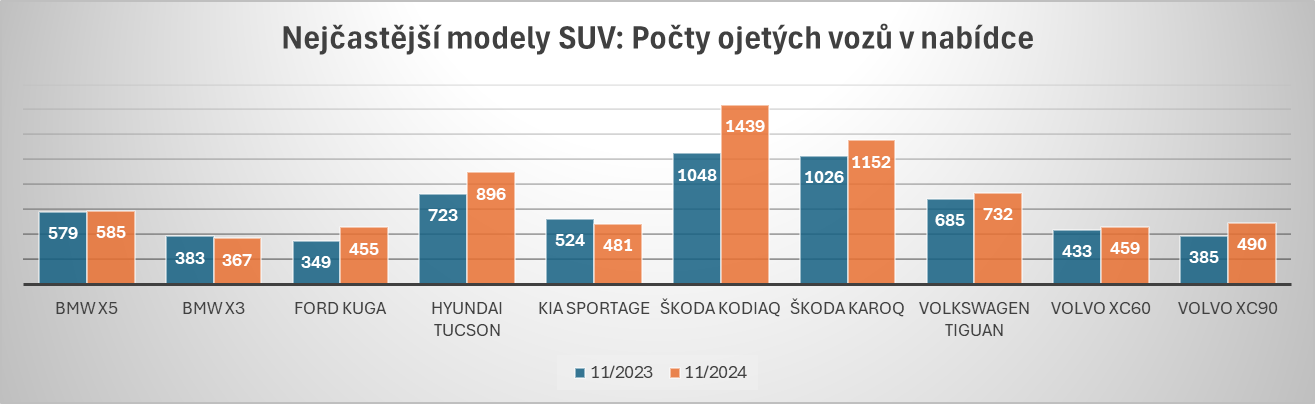 Nejčastější modely SUV: Počty ojetých vozů v nabídce
579 585 383 367 349 455 723 896 524 481 1048 1439 1026 1152 685 732 433 459 385 490
BMW X5 BMW X3 FORD KUGA HYUNDAI TUCSON KIA SPORTAGE ŠKODA KODIAQ ŠKODA KAROQ VOLKSWAGEN TIGUAN VOLVO XC60 VOLVO XC90
11/2023 11/2024